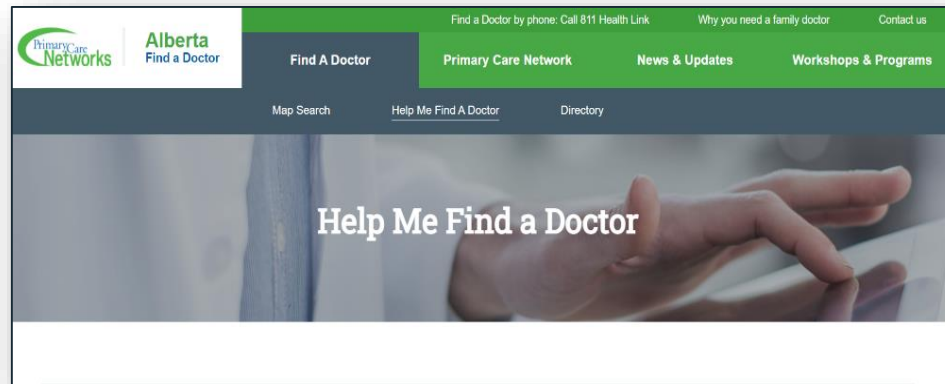 Find a Doctor by phone: Call 811 Health Link Why you need a family doctor Contact us
PrimaryCare
Networks
Alberta
Find a Doctor
Find A Doctor Primary Care Network News & Updates Workshops & Programs
Map Search Help Me Find A Doctor Directory
Help Me Find a Doctor